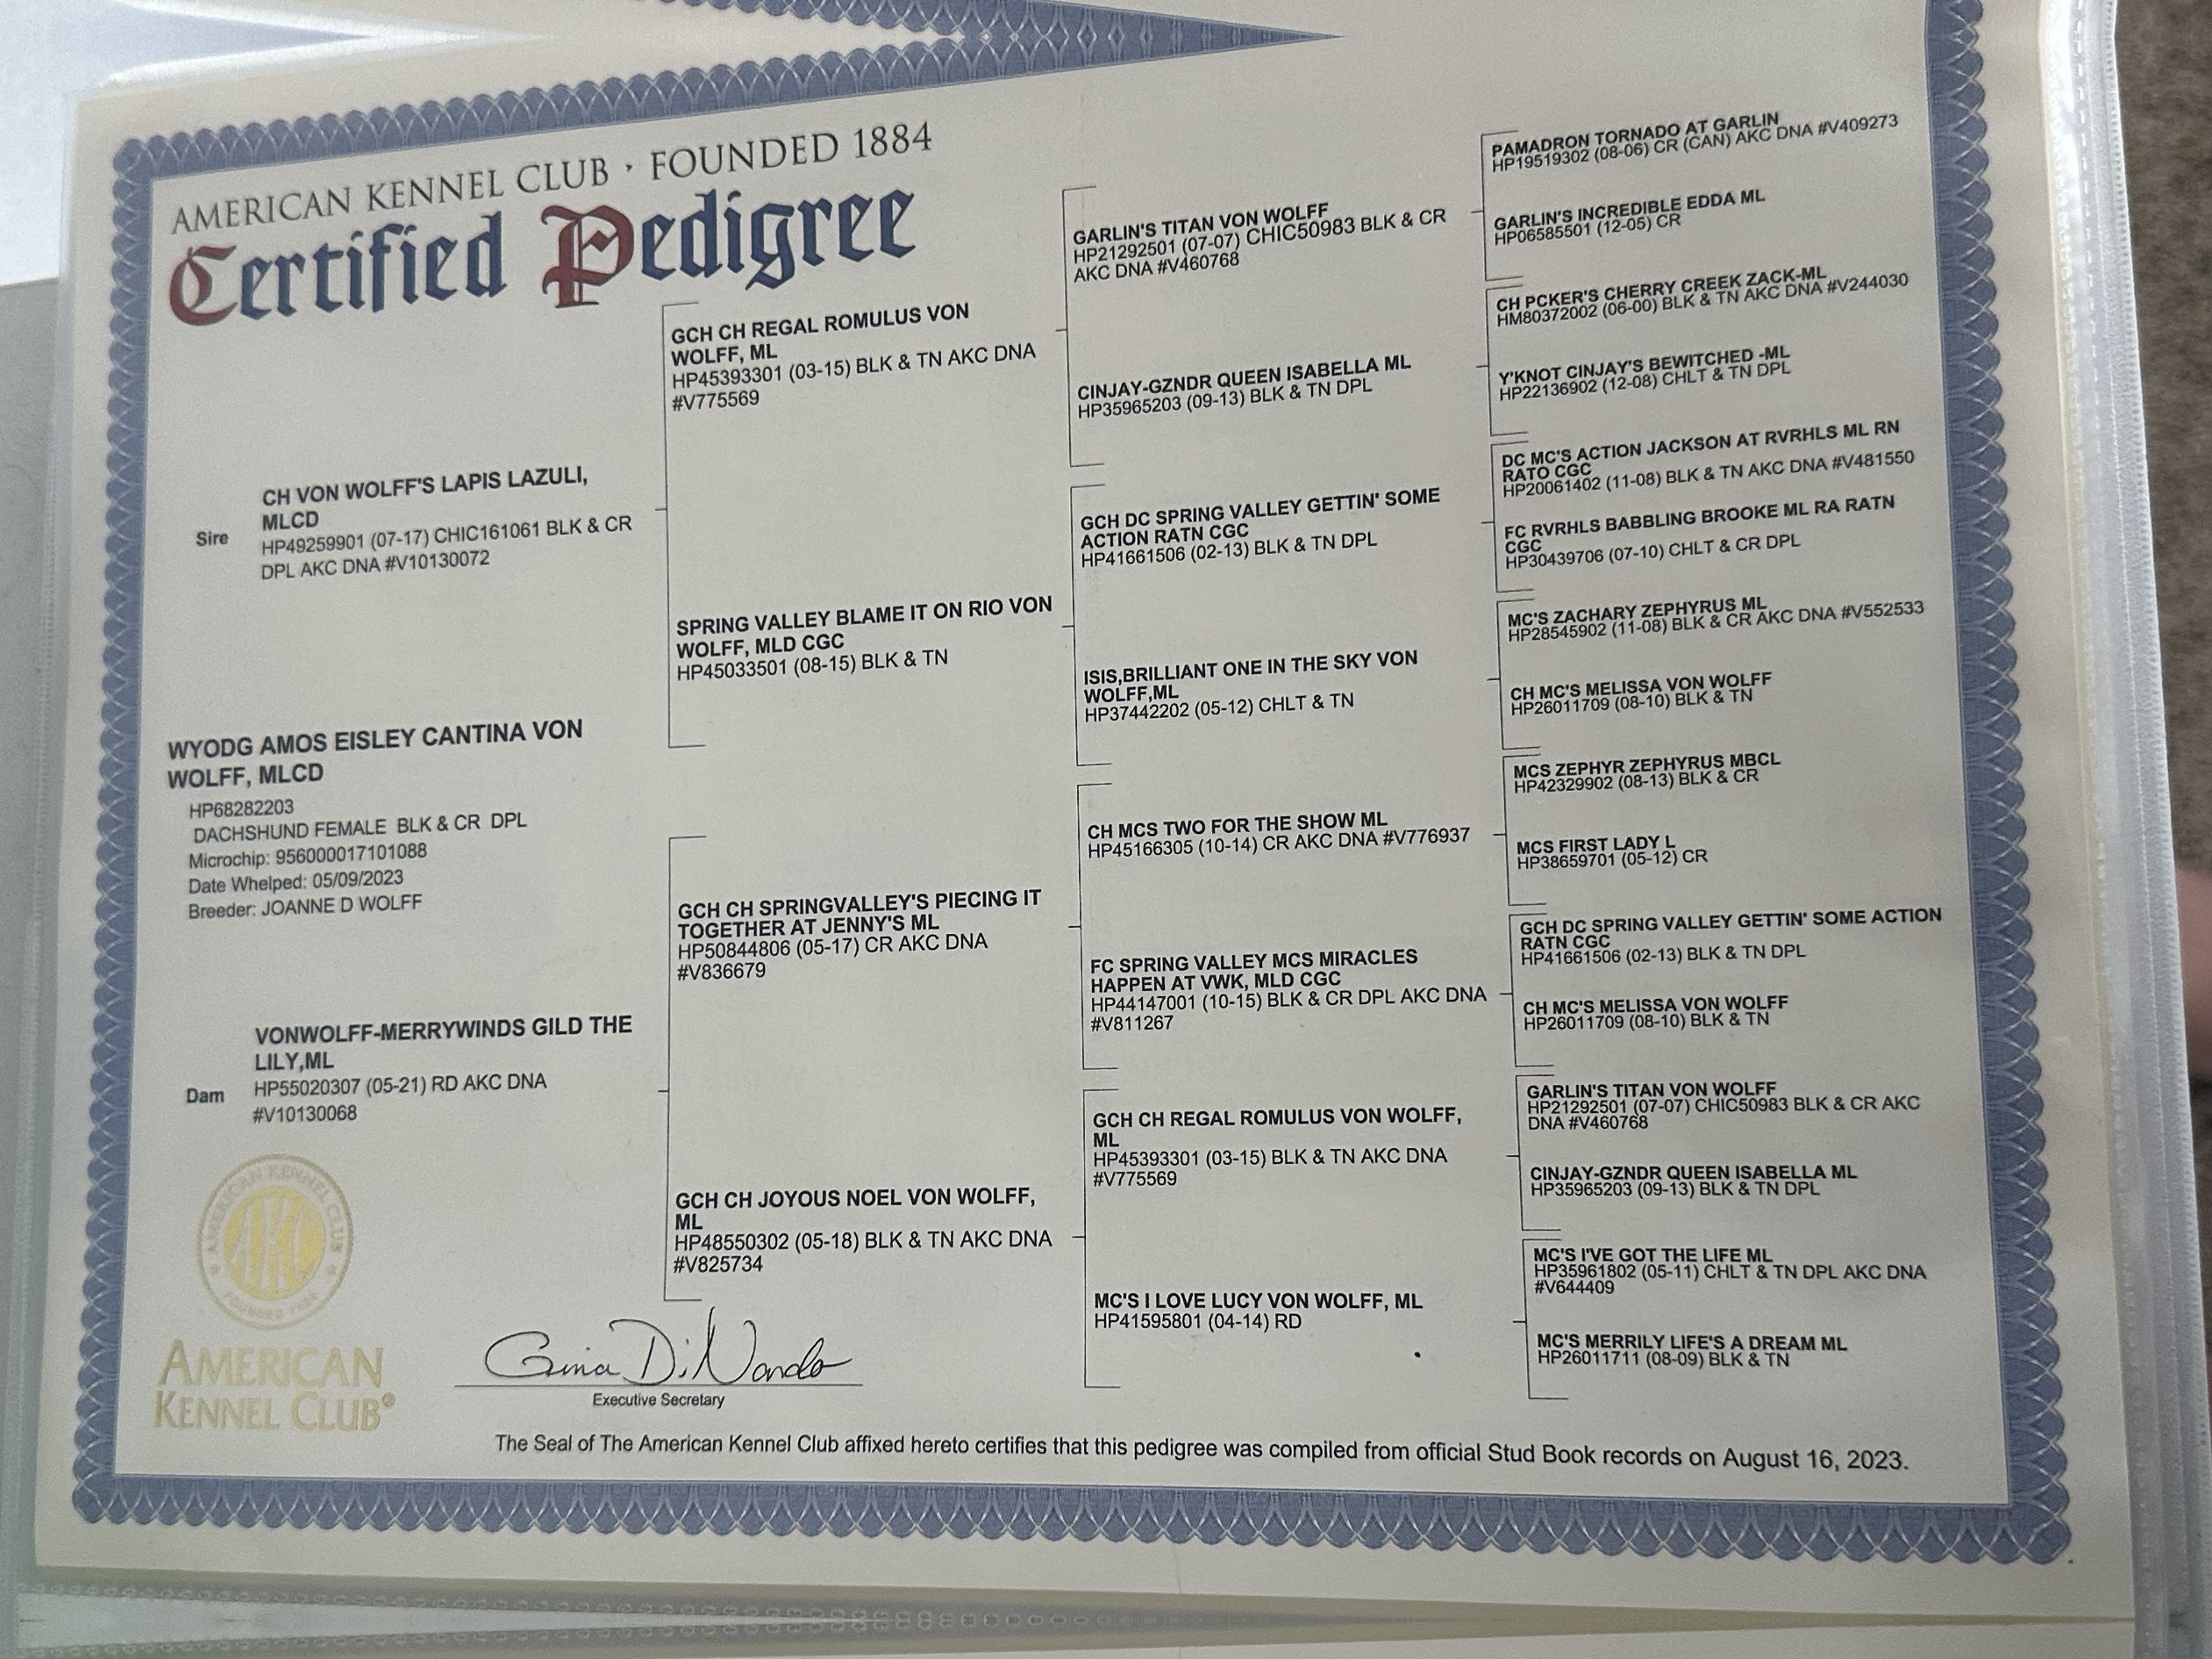 AMERICAN KENNEL CLUB · FOUNDED 1884
Certified Pedigree
Sire
CH VON WOLFF'S LAPIS LAZULI,
MLCD
HP49259901 (07-17) CHIC161061 BLK & CR
DPL AKC DNA #V10130072
WYODG AMOS EISLEY CANTINA VON
WOLFF, MLCD
HP68282203
DACHSHUND FEMALE BLK & CR DPL
Microchip: 956000017101088
Date Whelped: 05/09/2023
Breeder: JOANNE D WOLFF
Dam
VONWOLFF-MERRYWINDS GILD THE
LILY,ML
HP55020307 (05-21) RD AKC DNA
#V10130068
GCH CH REGAL ROMULUS VON
WOLFF, ML
HP45393301 (03-15) BLK & TN AKC DNA
#V775569
SPRING VALLEY BLAME IT ON RIO VON
WOLFF, MLD CGC
HP45033501 (08-15) BLK & TN
GCH CH SPRINGVALLEY'S PIECING IT
TOGETHER AT JENNY'S ML
HP50844806 (05-17) CR AKC DNA
#V836679
GCH CH JOYOUS NOEL VON WOLFF,
ML
HP48550302 (05-18) BLK & TN AKC DNA
#V825734
GARLIN'S TITAN VON WOLFF
HP21292501 (07-07) CHIC50983 BLK & CR
AKC DNA #V460768
CINJAY-GZNDR QUEEN ISABELLA ML
HP35965203 (09-13) BLK & TN DPL
GCH DC SPRING VALLEY GETTIN' SOME
ACTION RATN CGC
HP41661506 (02-13) BLK & TN DPL
ISIS,BRILLIANT ONE IN THE SKY VON
WOLFF,ML
HP37442202 (05-12) CHLT & TN
CH MCS TWO FOR THE SHOW ML
HP45166305 (10-14) CR AKC DNA #V776937
FC SPRING VALLEY MCS MIRACLES
HAPPEN AT VWK, MLD CGC
HP44147001 (10-15) BLK & CR DPL AKC DNA
#V811267
GCH CH REGAL ROMULUS VON WOLFF,
ML
HP45393301 (03-15) BLK & TN AKC DNA
#V775569
MC'S I LOVE LUCY VON WOLFF, ML
HP41595801 (04-14) RD
PAMADRON TORNADO AT GARLIN
HP19519302 (08-06) CR (CAN) AKC DNA #V409273
GARLIN'S INCREDIBLE EDDA ML
HP06585501 (12-05) CR
CH PCKER'S CHERRY CREEK ZACK-ML
HM80372002 (06-00) BLK & TN AKC DNA #V244030
Y'KNOT CINJAY'S BEWITCHED -ML
HP22136902 (12-08) CHLT & TN DPL
DC MC'S ACTION JACKSON AT RVRHLS ML RN
RATO CGC
HP20061402 (11-08) BLK & TN AKC DNA #V481550
FC RVRHLS BABBLING BROOKE ML RA RATN
CGC
HP30439706 (07-10) CHLT & CR DPL
MC'S ZACHARY ZEPHYRUS ML
HP28545902 (11-08) BLK & CR AKC DNA #V552533
CH MC'S MELISSA VON WOLFF
HP26011709 (08-10) BLK & TN
MCS ZEPHYR ZEPHYRUS MBCL
HP42329902 (08-13) BLK & CR
MCS FIRST LADY L
HP38659701 (05-12) CR
GCH DC SPRING VALLEY GETTIN' SOME ACTION
RATN CGC
HP41661506 (02-13) BLK & TN DPL
CH MC'S MELISSA VON WOLFF
HP26011709 (08-10) BLK & TN
GARLIN'S TITAN VON WOLFF
HP21292501 (07-07) CHIC50983 BLK & CR AKC
DNA #V460768
CINJAY-GZNDR QUEEN ISABELLA ML
HP35965203 (09-13) BLK & TN DPL
MC'S I'VE GOT THE LIFE ML
HP35961802 (05-11) CHLT & TN DPL AKC DNA
#V644409
MC'S MERRILY LIFE'S A DREAM ML
HP26011711 (08-09) BLK & TN
AMERICAN KENNEL CLUB
AKC
FOUNDED 1884
AMERICAN
KENNEL CLUB®
Gina DiNardo
Executive Secretary
The Seal of The American Kennel Club affixed hereto certifies that this pedigree was compiled from official Stud Book records on August 16, 2023.